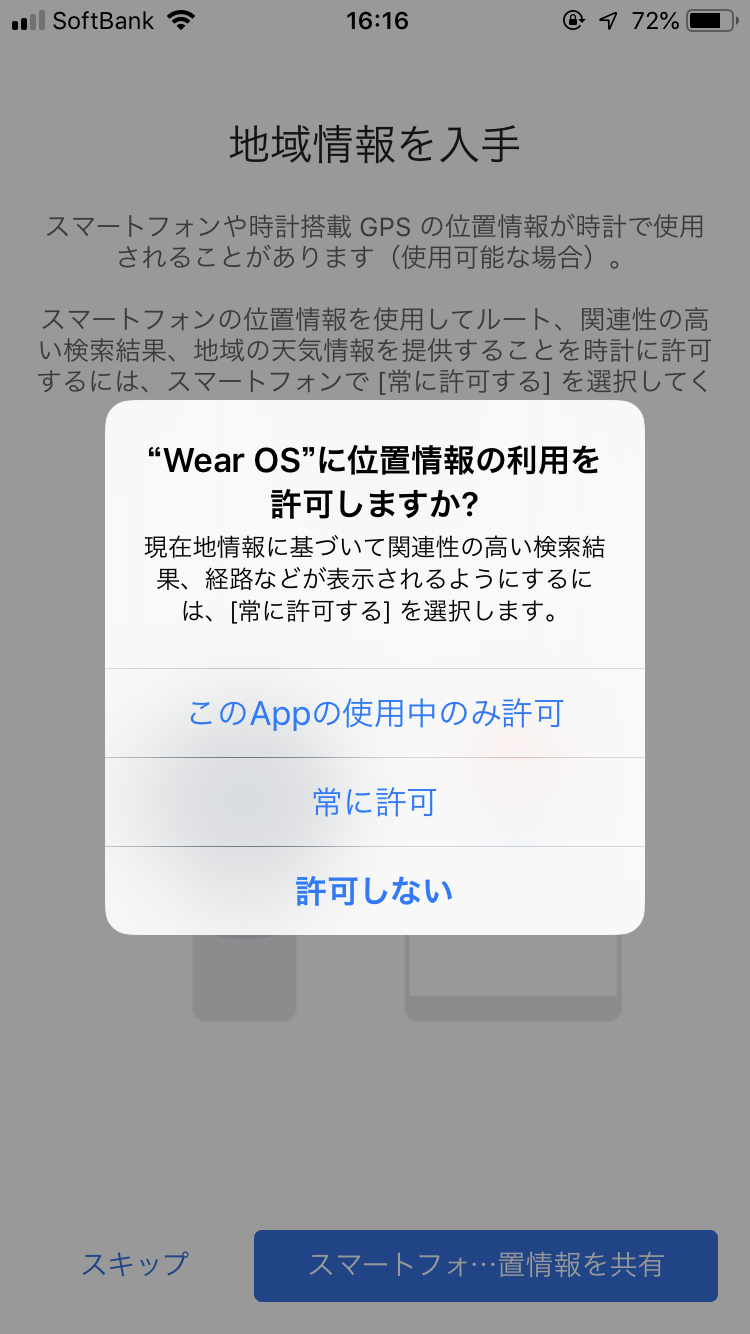 SoftBank 16:16 72%
地域情報を入手
スマートフォンや時計搭載 GPS の位置情報が時計で使用
されることがあります（使用可能な場合）。
スマートフォンの位置情報を使用してルート、関連性の高
い検索結果、地域の天気情報を提供することを時計に許可
するには、スマートフォンで [常に許可する] を選択してく
“Wear OS”に位置情報の利用を
許可しますか?
現在地情報に基づいて関連性の高い検索結
果、経路などが表示されるようにするに
は、[常に許可する] を選択します。
このAppの使用中のみ許可
常に許可
許可しない
スキップ
スマートフォ…置情報を共有